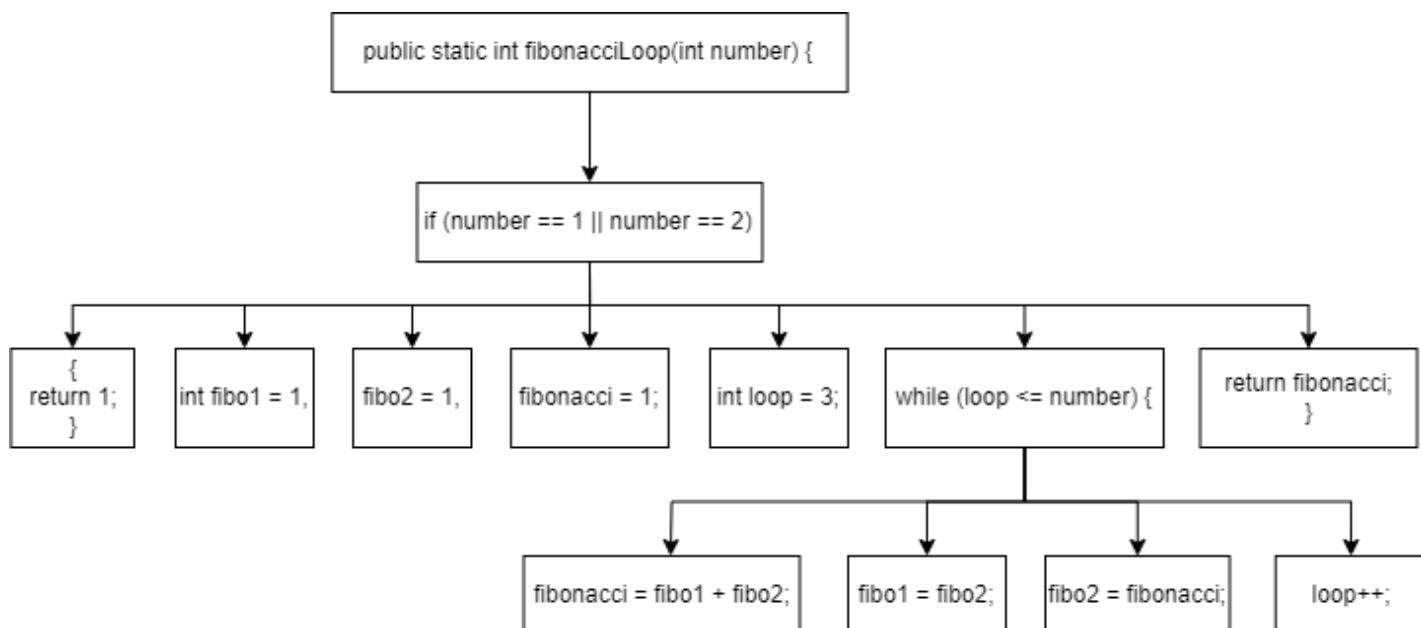 public static int fibonacciLoop(int number) {
if (number == 1 || number == 2)
{
return 1;
}
int fibo1 = 1,
fibo2 = 1,
fibonacci = 1;
int loop = 3;
while (loop <= number) {
return fibonacci;
}
fibonacci = fibo1 + fibo2;
fibo1 = fibo2;
fibo2 = fibonacci;
loop++;